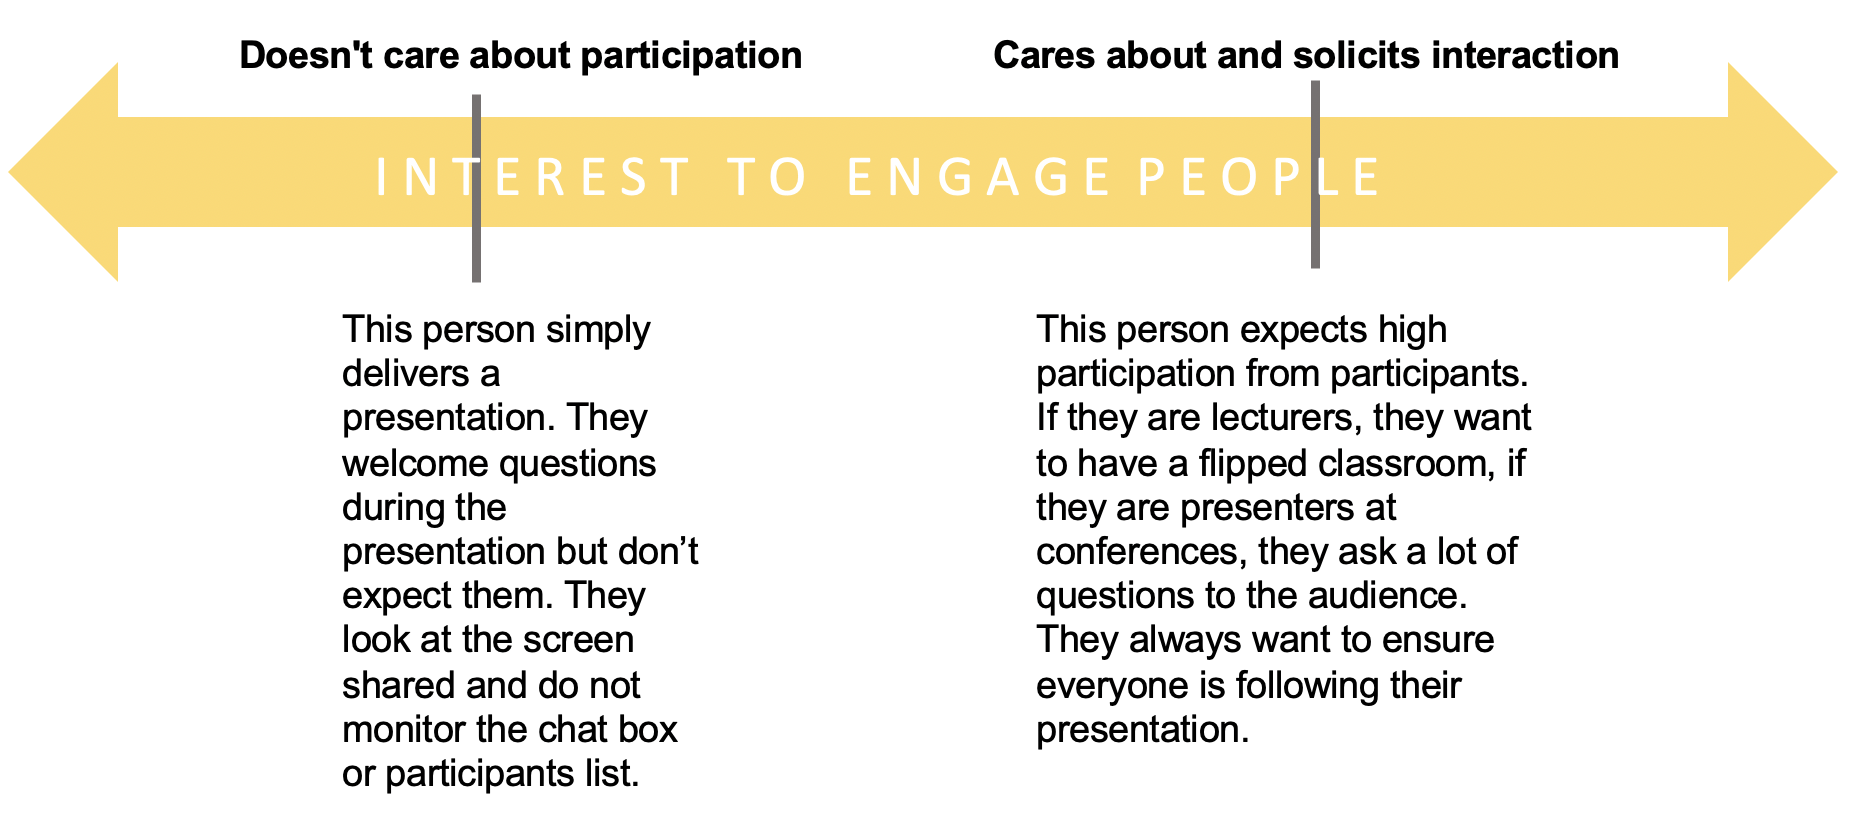 Doesn't care about participation
Cares about and solicits interaction
INTEREST TO ENGAGE PEOPLE
This person simply
delivers a
presentation. They
welcome questions
during the
presentation but don’t
expect them. They
look at the screen
shared and do not
monitor the chat box
or participants list.
This person expects high
participation from participants.
If they are lecturers, they want
to have a flipped classroom, if
they are presenters at
conferences, they ask a lot of
questions to the audience.
They always want to ensure
everyone is following their
presentation.